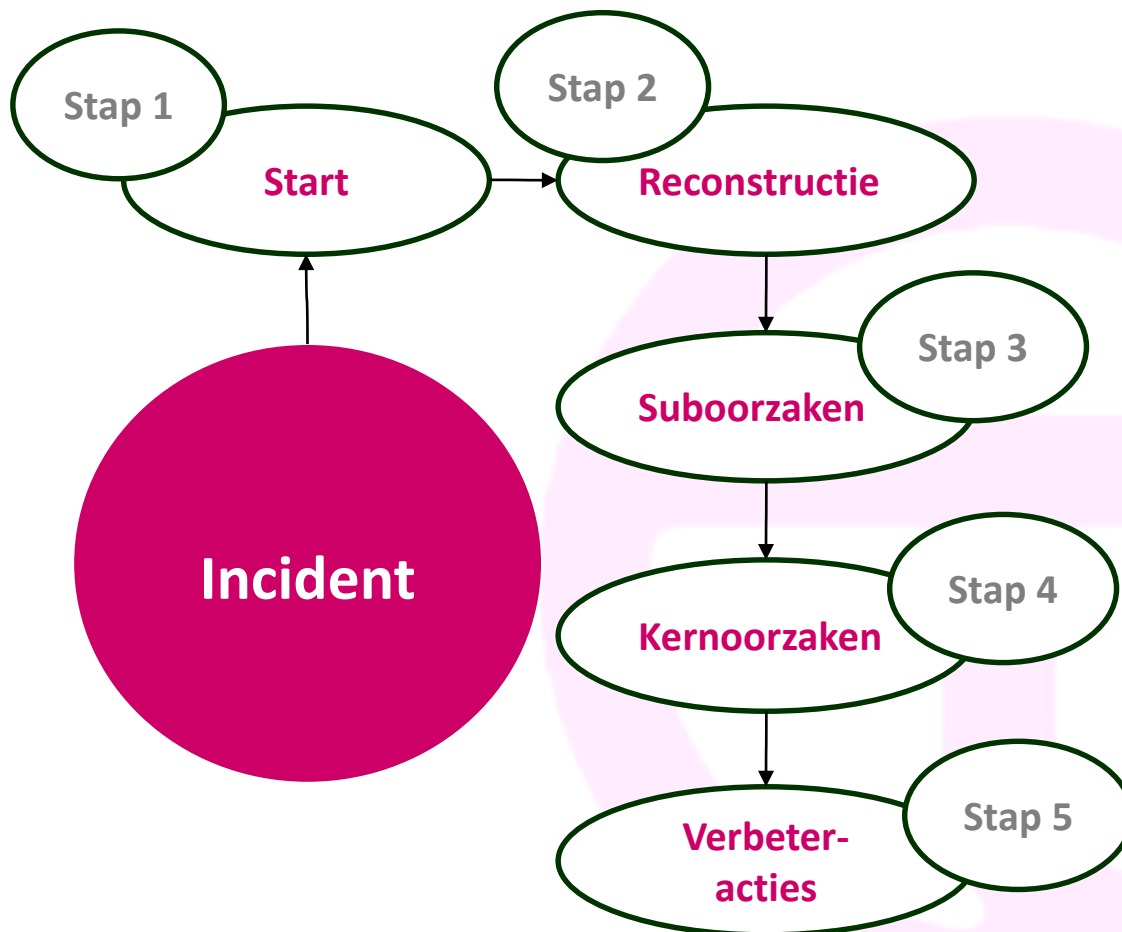 Stap 1
Start
Stap 2
Reconstructie
Stap 3
Suboorzaken
Incident
Stap 4
Kernoorzaken
Stap 5
Verbeter-
acties